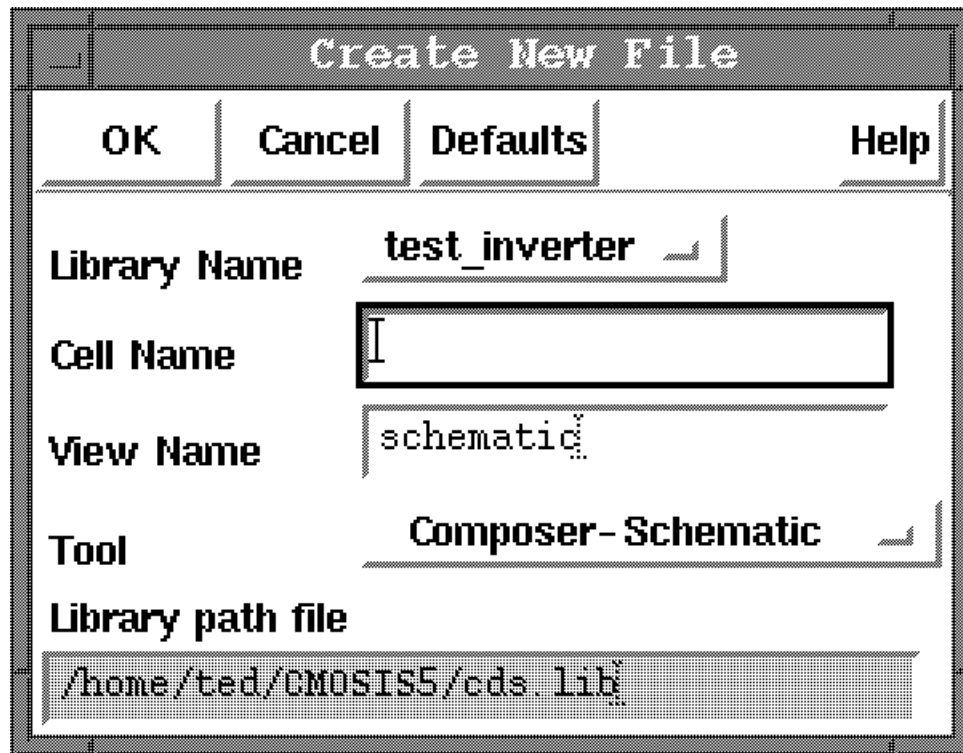 Create New File
OK Cancel Defaults Help
Library Name test_inverter
Cell Name
View Name schematic
Tool Composer-Schematic
Library path file
/home/ted/CMOSIS5/cds.lib